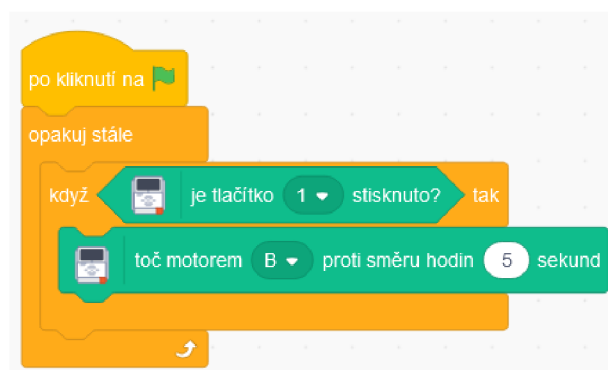 po kliknutí na
opakuj stále
když je tlačítko 1 stisknuto? tak
toč motorem B proti směru hodin 5 sekund